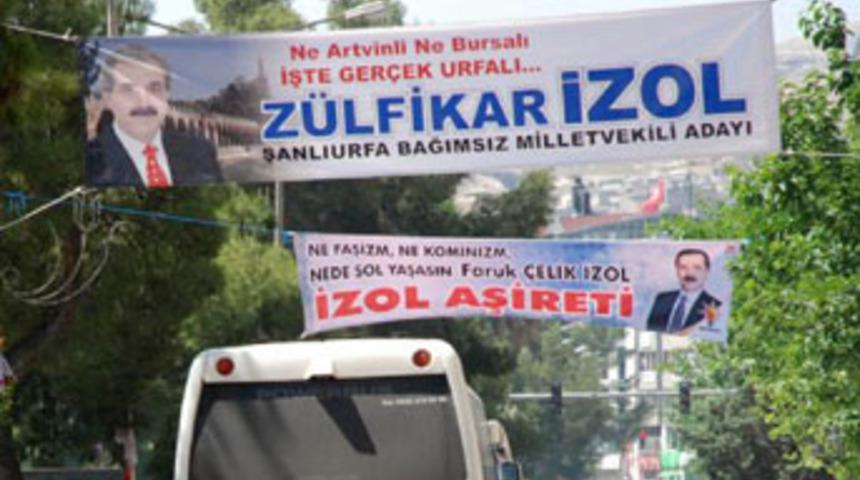 Ne Artvinli Ne Bursalı
İŞTE GERÇEK URFALI...
ZÜLFİKAR İZOL
ŞANLIURFA BAĞIMSIZ MİLLETVEKİLİ ADAYI
NE FAŞİZM, NE KOMİNİZM,
NEDE SOL YAŞASIN Faruk ÇELİK İZOL
İZOL AŞİRETİ